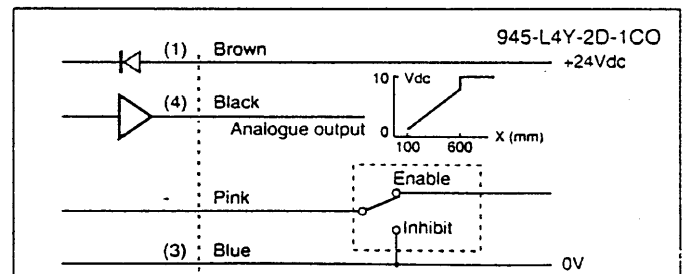 945-L4Y-2D-1CO
(1) Brown
+24Vdc
10 Vdc
(4) Black
Analogue output
0
100 600 X (mm)
Enable
Pink
Inhibit
(3) Blue
0V